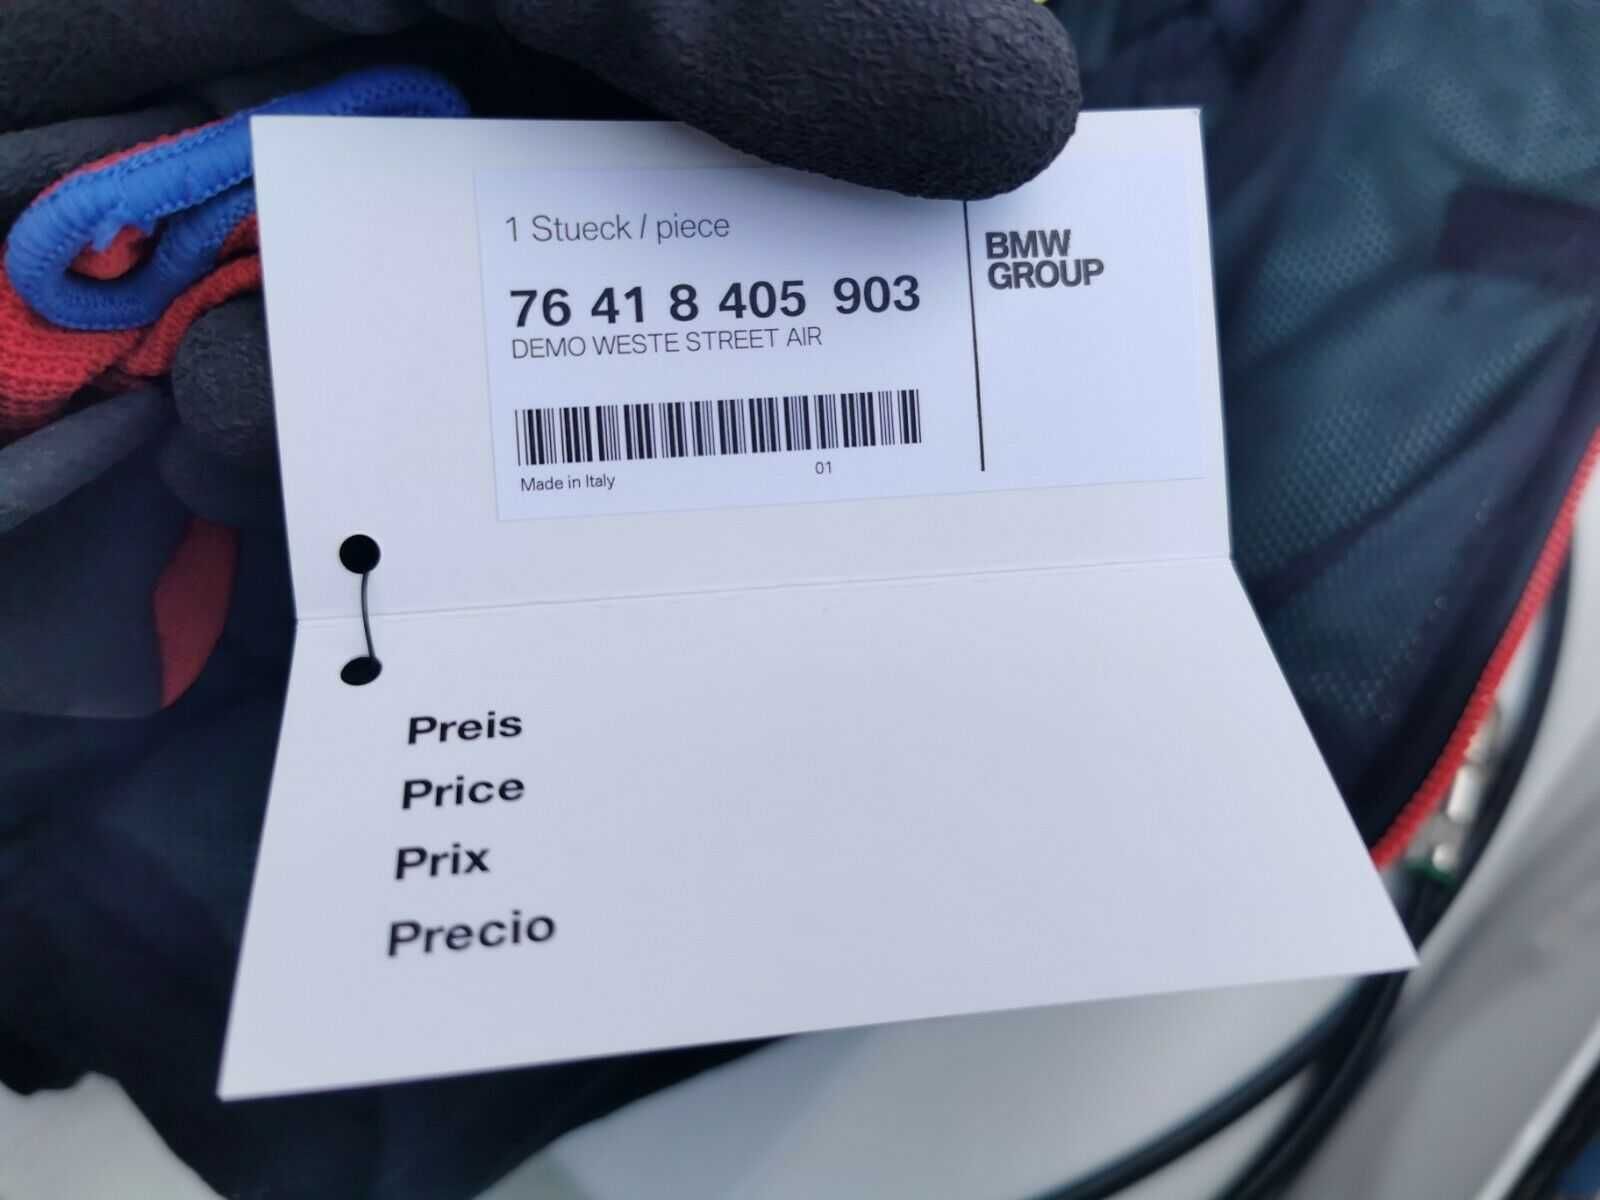 1 Stueck / piece
76 41 8 405 903
DEMO WESTE STREET AIR
Made in Italy
01
BMW
GROUP
Preis
Price
Prix
Precio